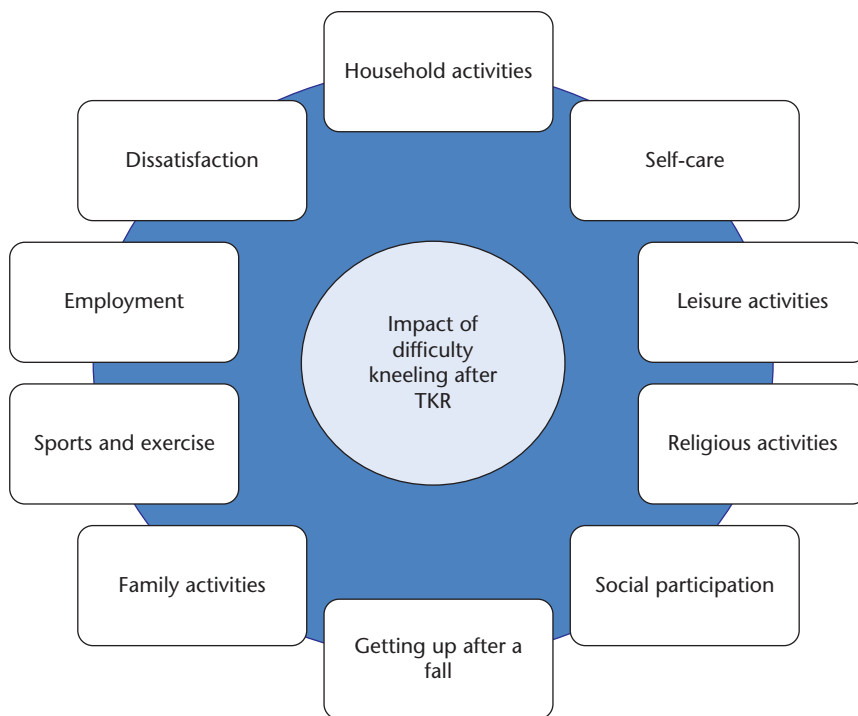 Household activities
Dissatisfaction
Self-care
Employment
Leisure activities
Impact of
difficulty
kneeling after
TKR
Sports and exercise
Religious activities
Family activities
Social participation
Getting up after a
fall